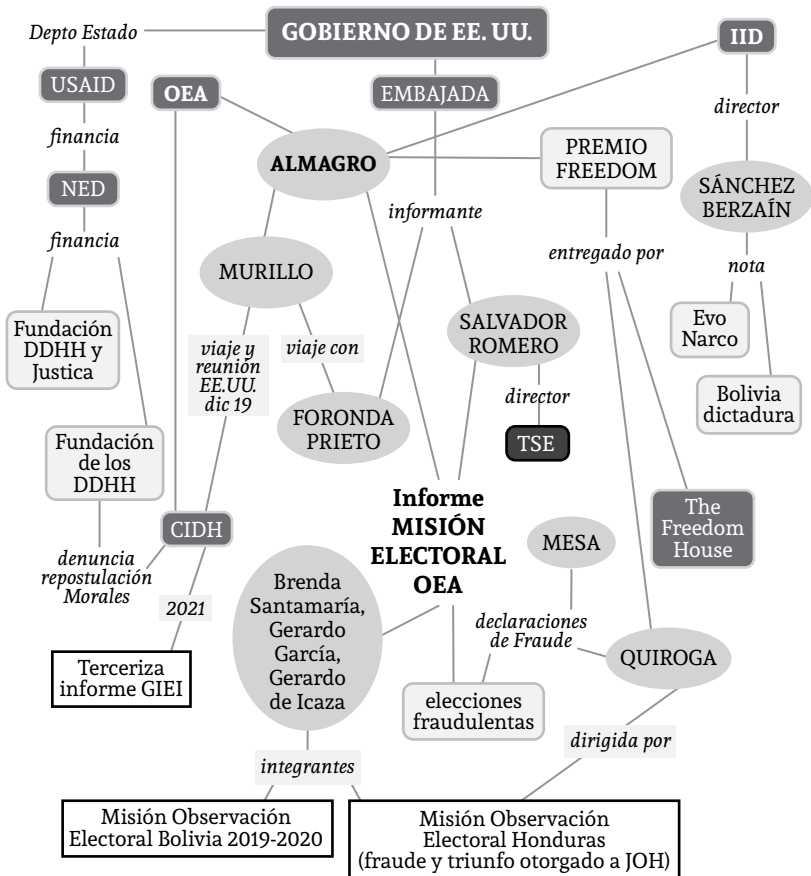 Depto Estado
GOBIERNO DE EE. UU.
IID
USAID
OEA
EMBAJADA
director
financia
ALMAGRO
PREMIO
FREEDOM
NED
SÁNCHEZ
BERZAÍN
informante
financia
entregado por
nota
MURILLO
Fundación
DDHH y
Justica
viaje y
reunión
EE.UU.
dic 19
viaje con
SALVADOR
ROMERO
Evo
Narco
director
Bolivia
dictadura
FORONDA
PRIETO
TSE
Fundación
de los
DDHH
Informe
MISIÓN
ELECTORAL
OEA
The
Freedom
House
CIDH
MESA
denuncia
repostulación
Morales
Brenda
Santamaría,
Gerardo
García,
Gerardo
de Icaza
2021
declaraciones
de Fraude
QUIROGA
Terceriza
informe GIEI
elecciones
fraudulentas
dirigida por
integrantes
Misión Observación
Electoral Bolivia 2019-2020
Misión Observación
Electoral Honduras
(fraude y triunfo otorgado a JOH)